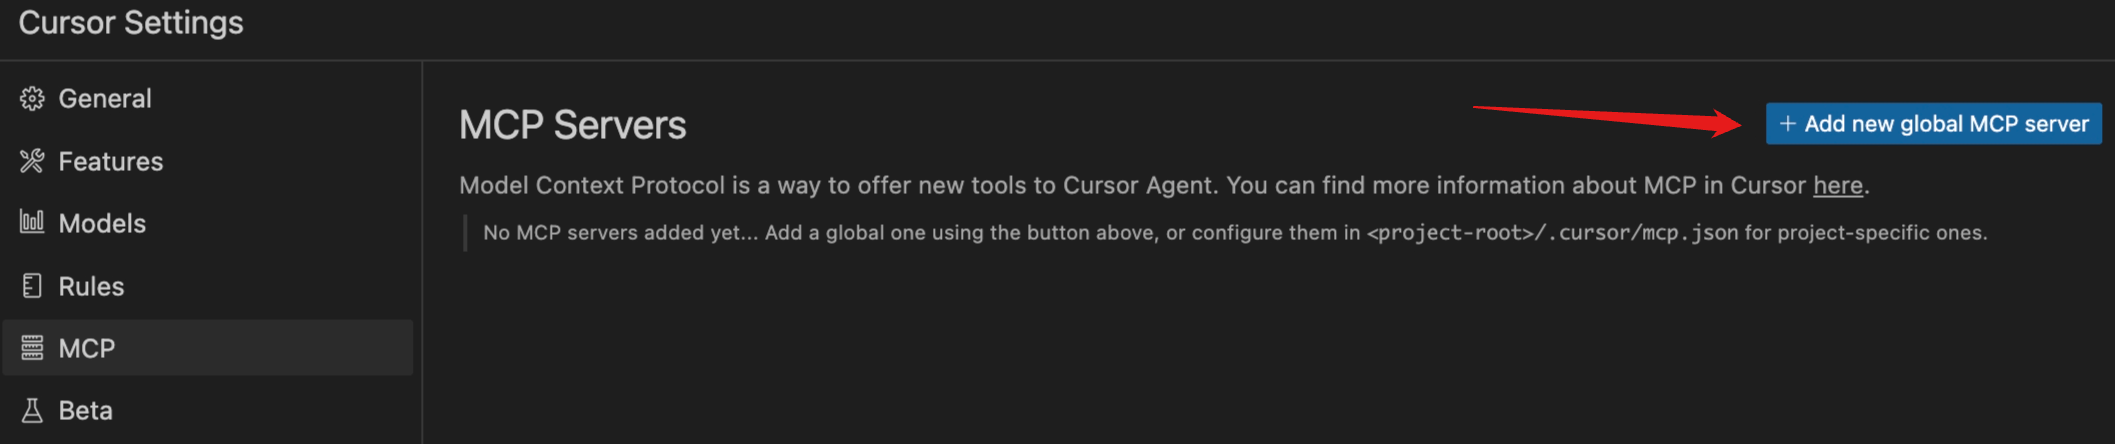 Cursor Settings
General
Features
Models
Rules
MCP
Beta
MCP Servers
+ Add new global MCP server
Model Context Protocol is a way to offer new tools to Cursor Agent. You can find more information about MCP in Cursor here.
No MCP servers added yet... Add a global one using the button above, or configure them in <project-root>/.cursor/mcp.json for project-specific ones.